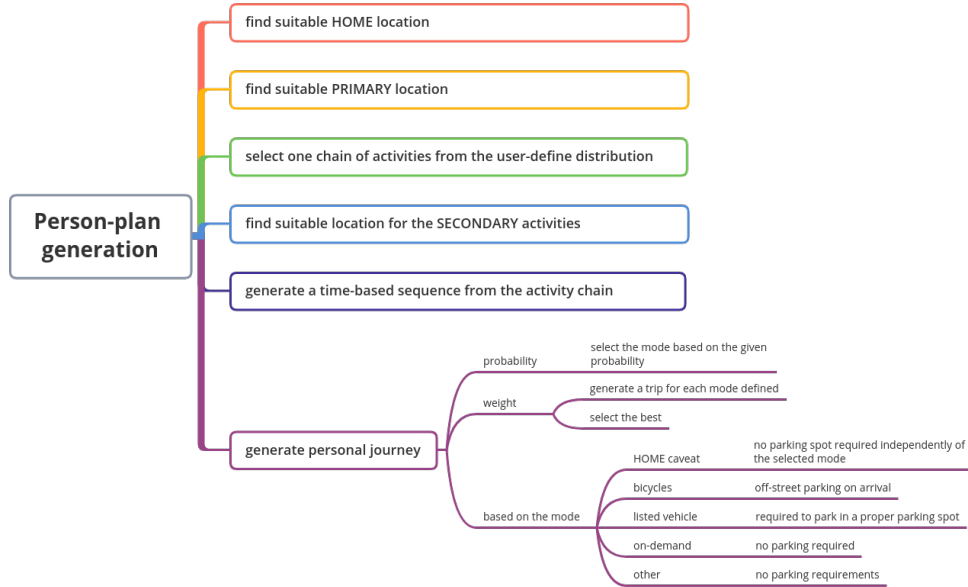 find suitable HOME location
find suitable PRIMARY location
select one chain of activities from the user-define distribution
Person-plan
generation
find suitable location for the SECONDARY activities
generate a time-based sequence from the activity chain
generate personal journey
probability
select the mode based on the given
probability
weight
generate a trip for each mode defined
select the best
based on the mode
HOME caveat
no parking spot required independently of
the selected mode
bicycles
off-street parking on arrival
listed vehicle
required to park in a proper parking spot
on-demand
no parking required
other
no parking requirements